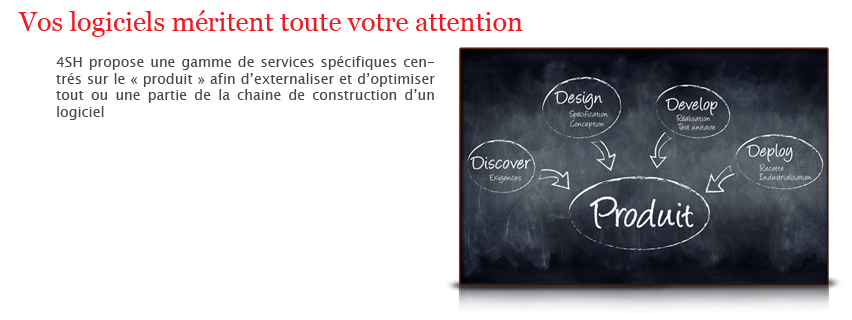 Vos logiciels méritent toute votre attention
4SH propose une gamme de services spécifiques cen-
trés sur le « produit » afin d’externaliser et d’optimiser
tout ou une partie de la chaine de construction d’un
logiciel
Discover
Exigences
Design
Spécification
Conception
Develop
Réalisation
Test unitaire
Deploy
Recette
Industrialisation
Produit